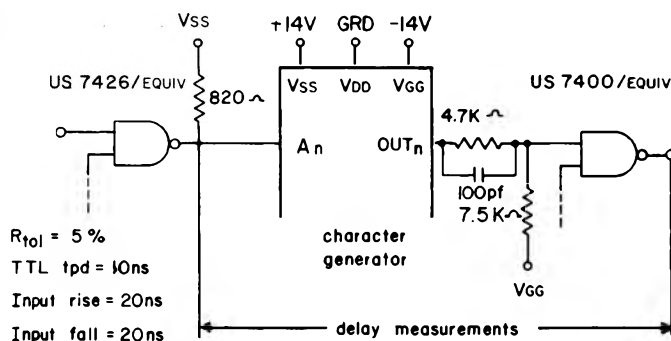 VSS
+14V GRD -14V
US 7426/EQUIV
820 Ω
VSS VDD VGG
US 7400/EQUIV
4.7K Ω
An
OUTn
100pf
7.5K Ω
Rtol = 5 %
character
generator
TTL tpd = 10ns
VGG
Input rise = 20ns
Input fall = 20ns
delay measurements